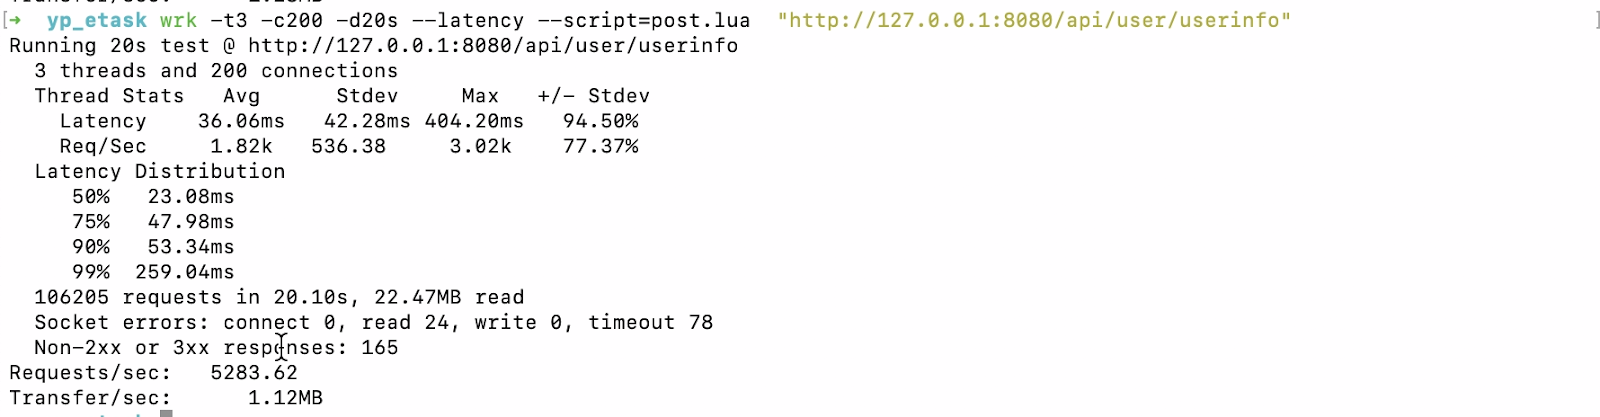 [→ yp_etask wrk -t3 -c200 -d20s --latency --script=post.lua "http://127.0.0.1:8080/api/user/userinfo" ]
Running 20s test @ http://127.0.0.1:8080/api/user/userinfo
3 threads and 200 connections
Thread Stats Avg Stdev Max +/- Stdev
Latency 36.06ms 42.28ms 404.20ms 94.50%
Req/Sec 1.82k 536.38 3.02k 77.37%
Latency Distribution
50% 23.08ms
75% 47.98ms
90% 53.34ms
99% 259.04ms
106205 requests in 20.10s, 22.47MB read
Socket errors: connect 0, read 24, write 0, timeout 78
Non-2xx or 3xx responses: 165
Requests/sec: 5283.62
Transfer/sec: 1.12MB